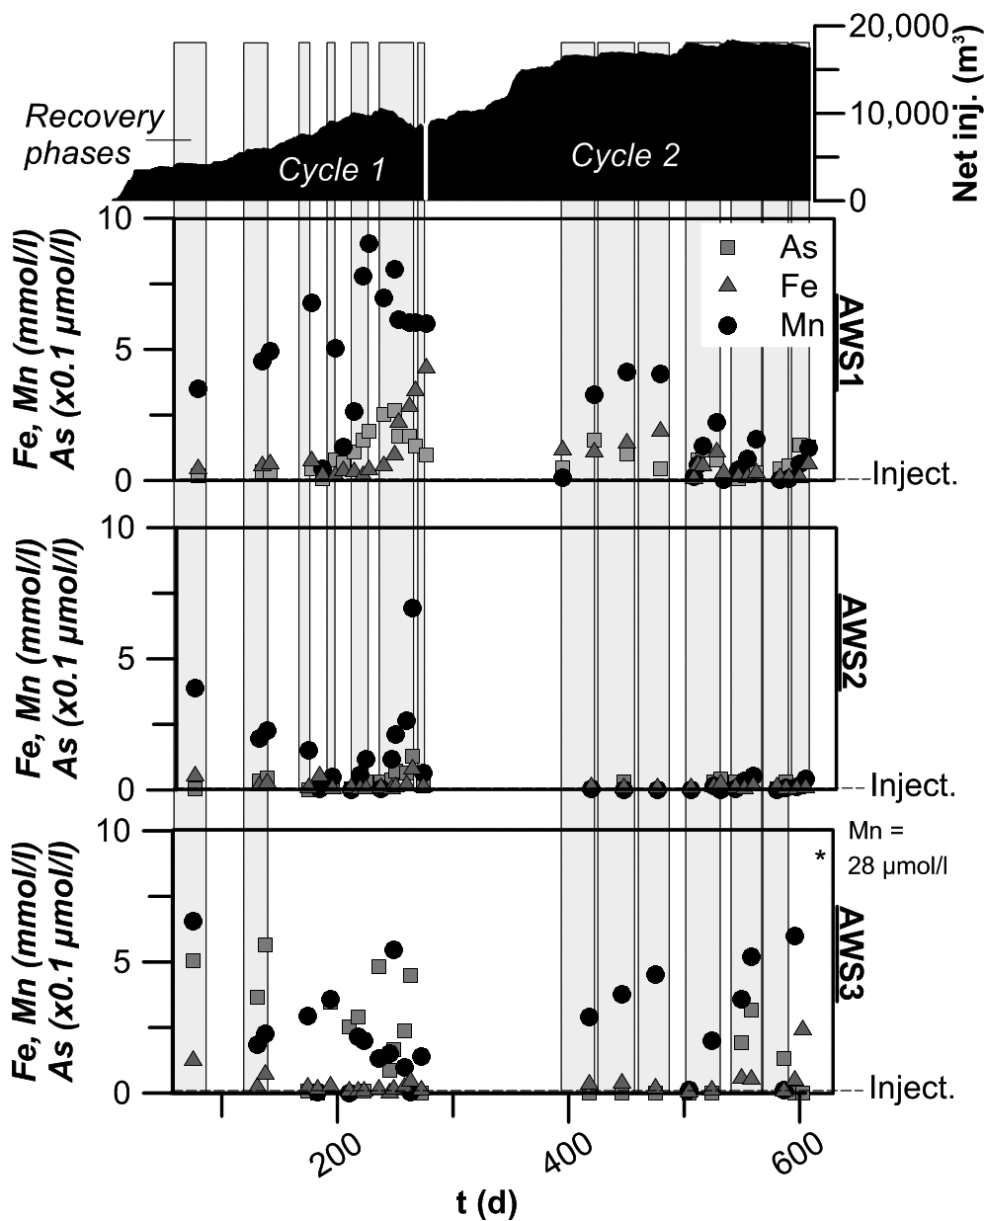 20,000
10,000
0
Net inj. (m³)
Recovery
phases
Cycle 1
Cycle 2
10
5
0
Fe, Mn (mmol/l)
As (x0.1 µmol/l)
As
Fe
Mn
AWS1
Inject.
10
5
0
Fe, Mn (mmol/l)
As (x0.1 µmol/l)
AWS2
Inject.
10
5
0
Fe, Mn (mmol/l)
As (x0.1 µmol/l)
*
Mn =
28 µmol/l
AWS3
Inject.
200
400
600
t (d)